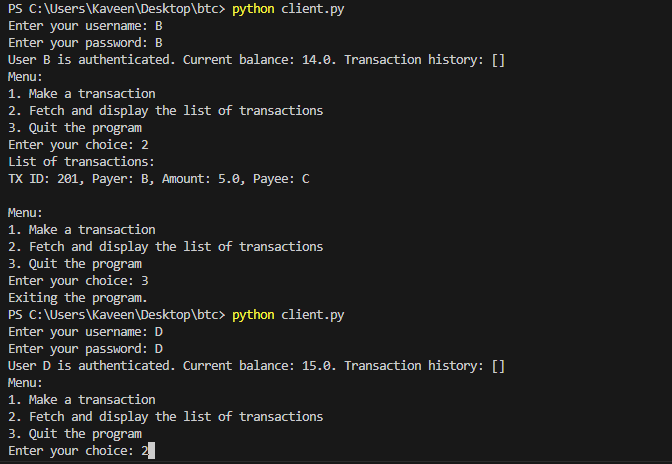 PS C:\Users\Kaveen\Desktop\btc> python client.py
Enter your username: B
Enter your password: B
User B is authenticated. Current balance: 14.0. Transaction history: []
Menu:
1. Make a transaction
2. Fetch and display the list of transactions
3. Quit the program
Enter your choice: 2
List of transactions:
TX ID: 201, Payer: B, Amount: 5.0, Payee: C
Menu:
1. Make a transaction
2. Fetch and display the list of transactions
3. Quit the program
Enter your choice: 3
Exiting the program.
PS C:\Users\Kaveen\Desktop\btc> python client.py
Enter your username: D
Enter your password: D
User D is authenticated. Current balance: 15.0. Transaction history: []
Menu:
1. Make a transaction
2. Fetch and display the list of transactions
3. Quit the program
Enter your choice: 2